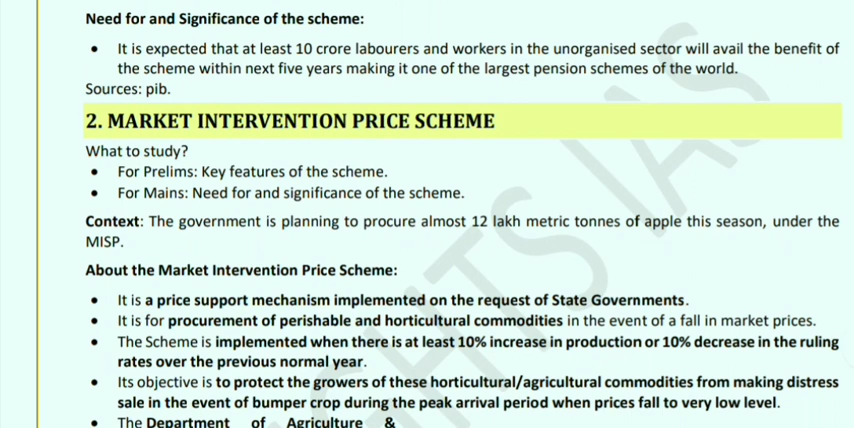 Need for and Significance of the scheme:
• It is expected that at least 10 crore labourers and workers in the unorganised sector will avail the benefit of
the scheme within next five years making it one of the largest pension schemes of the world.
Sources: pib.
2. MARKET INTERVENTION PRICE SCHEME
What to study?
• For Prelims: Key features of the scheme.
• For Mains: Need for and significance of the scheme.
Context: The government is planning to procure almost 12 lakh metric tonnes of apple this season, under the
MISP.
About the Market Intervention Price Scheme:
• It is a price support mechanism implemented on the request of State Governments.
• It is for procurement of perishable and horticultural commodities in the event of a fall in market prices.
• The Scheme is implemented when there is at least 10% increase in production or 10% decrease in the ruling
rates over the previous normal year.
• Its objective is to protect the growers of these horticultural/agricultural commodities from making distress
sale in the event of bumper crop during the peak arrival period when prices fall to very low level.
• The Department of Agriculture &
IGHTS IAS